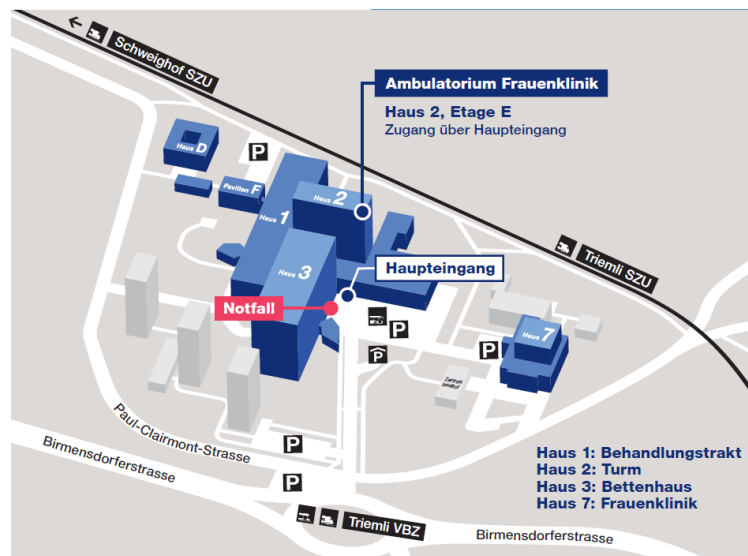 Schweighof SZU
Ambulatorium Frauenklinik
Haus 2, Etage E
Zugang über Haupteingang
Haus D
P
Pavillon F
Haus 2
Haus 1
Haus 3
Triemli SZU
Haupteingang
Notfall
P
P
P
Haus 7
Zentrum
Paul-Clairmont-Strasse
Birmensdorferstrasse
P
P
Haus 1: Behandlungstrakt
Haus 2: Turm
Haus 3: Bettenhaus
Haus 7: Frauenklinik
Triemli VBZ
Birmensdorferstrasse